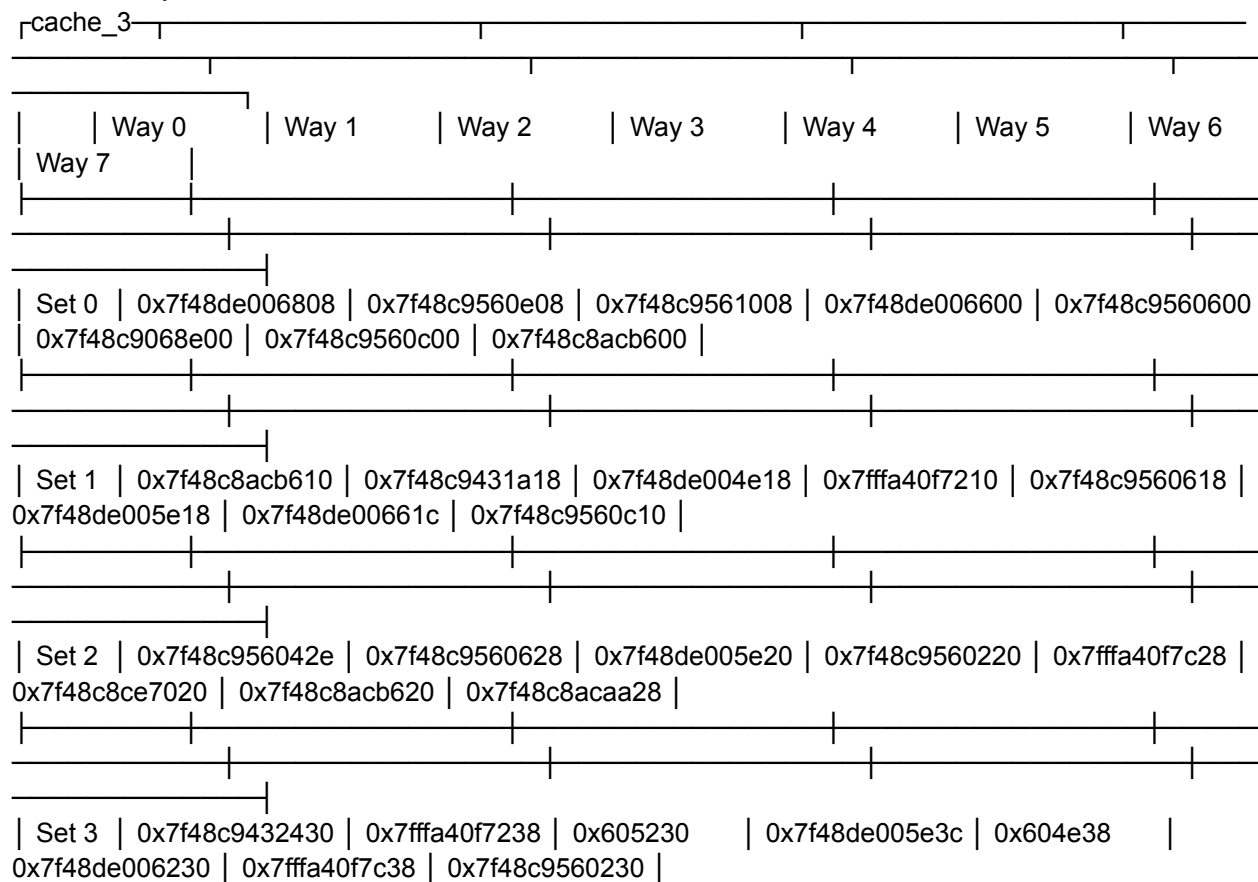 ┌cache_3─┬────────────────┬────────────────┬────────────────┬──────
──────────┬────────────────┬────────────────┬────────────────┬────
────────────┐
│ │ Way 0 │ Way 1 │ Way 2 │ Way 3 │ Way 4 │ Way 5 │ Way 6
│ Way 7 │
├────────┼────────────────┼────────────────┼────────────────┼─────
───────────┼────────────────┼────────────────┼────────────────┼───
─────────────┤
│ Set 0 │ 0x7f48de006808 │ 0x7f48c9560e08 │ 0x7f48c9561008 │ 0x7f48de006600 │ 0x7f48c9560600
│ 0x7f48c9068e00 │ 0x7f48c9560c00 │ 0x7f48c8acb600 │
├────────┼────────────────┼────────────────┼────────────────┼─────
───────────┼────────────────┼────────────────┼────────────────┼───
─────────────┤
│ Set 1 │ 0x7f48c8acb610 │ 0x7f48c9431a18 │ 0x7f48de004e18 │ 0x7fffa40f7210 │ 0x7f48c9560618 │
0x7f48de005e18 │ 0x7f48de00661c │ 0x7f48c9560c10 │
├────────┼────────────────┼────────────────┼────────────────┼─────
───────────┼────────────────┼────────────────┼────────────────┼───
─────────────┤
│ Set 2 │ 0x7f48c956042e │ 0x7f48c9560628 │ 0x7f48de005e20 │ 0x7f48c9560220 │ 0x7fffa40f7c28 │
0x7f48c8ce7020 │ 0x7f48c8acb620 │ 0x7f48c8acaa28 │
├────────┼────────────────┼────────────────┼────────────────┼─────
───────────┼────────────────┼────────────────┼────────────────┼───
─────────────┤
│ Set 3 │ 0x7f48c9432430 │ 0x7fffa40f7238 │ 0x605230 │ 0x7f48de005e3c │ 0x604e38 │
0x7f48de006230 │ 0x7fffa40f7c38 │ 0x7f48c9560230 │